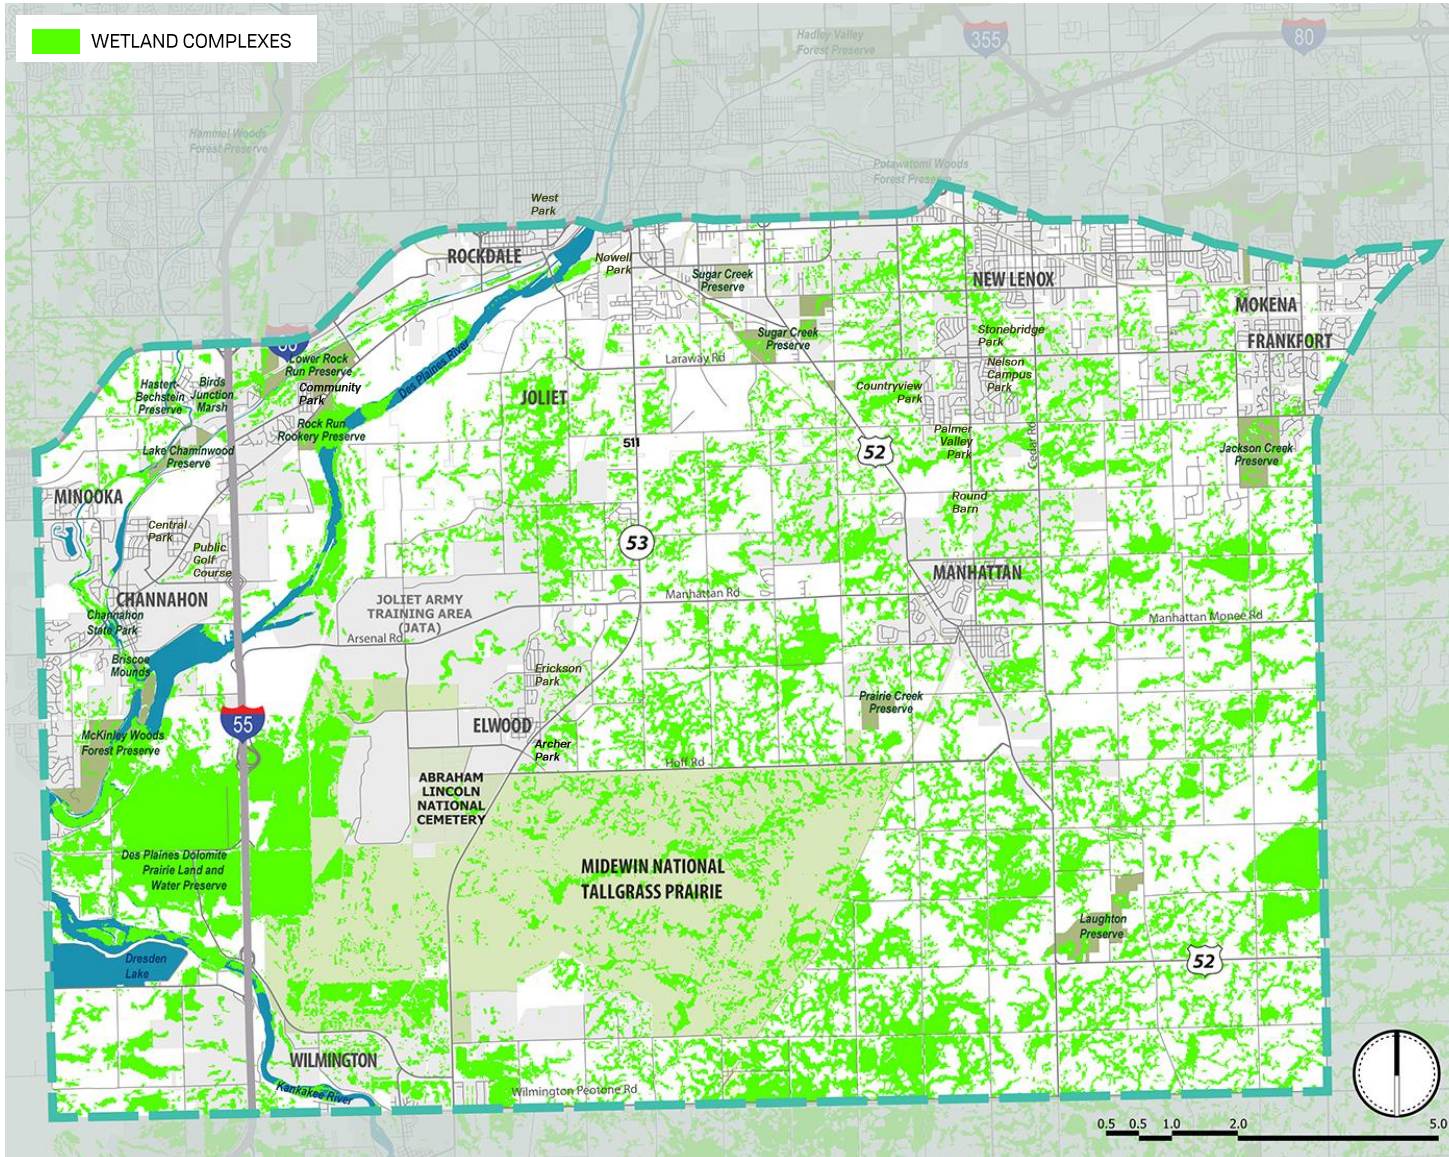 WETLAND COMPLEXES
Hadley Valley
Forest Preserve
355
80
Hammel Woods
Forest Preserve
Potawatomi Woods
Forest Preserve
West
Park
ROCKDALE
Nowell
Park
Sugar Creek
Preserve
NEW LENOX
MOKENA
FRANKFORT
Sugar Creek
Preserve
Stonebridge
Park
80
Lower Rock
Run Preserve
Des Plaines River
Laraway Rd
Nelson
Campus
Park
Hastert-
Bechstein
Preserve
Birds
Junction
Marsh
Community
Park
JOLIET
Countryview
Park
Rock Run
Rookery Preserve
511
52
Palmer
Valley
Park
Cedar Rd
Jackson Creek
Preserve
Lake Chaminwood
Preserve
MINOOKA
Round
Barn
Central
Park
Public
Golf
Course
53
MANHATTAN
CHANNAHON
JOLIET ARMY
TRAINING AREA
(JATA)
Manhattan Rd
Channahon
State Park
Arsenal Rd
Manhattan Monee Rd
Briscoe
Mounds
Erickson
Park
Prairie Creek
Preserve
55
ELWOOD
McKinley Woods
Forest Preserve
Archer
Park
Hoff Rd
ABRAHAM
LINCOLN
NATIONAL
CEMETERY
Des Plaines Dolomite
Prairie Land and
Water Preserve
MIDEWIN NATIONAL
TALLGRASS PRAIRIE
Laughton
Preserve
52
Dresden
Lake
WILMINGTON
Kankakee River
Wilmington Peotone Rd
0.5 0.5 1.0 2.0 5.0